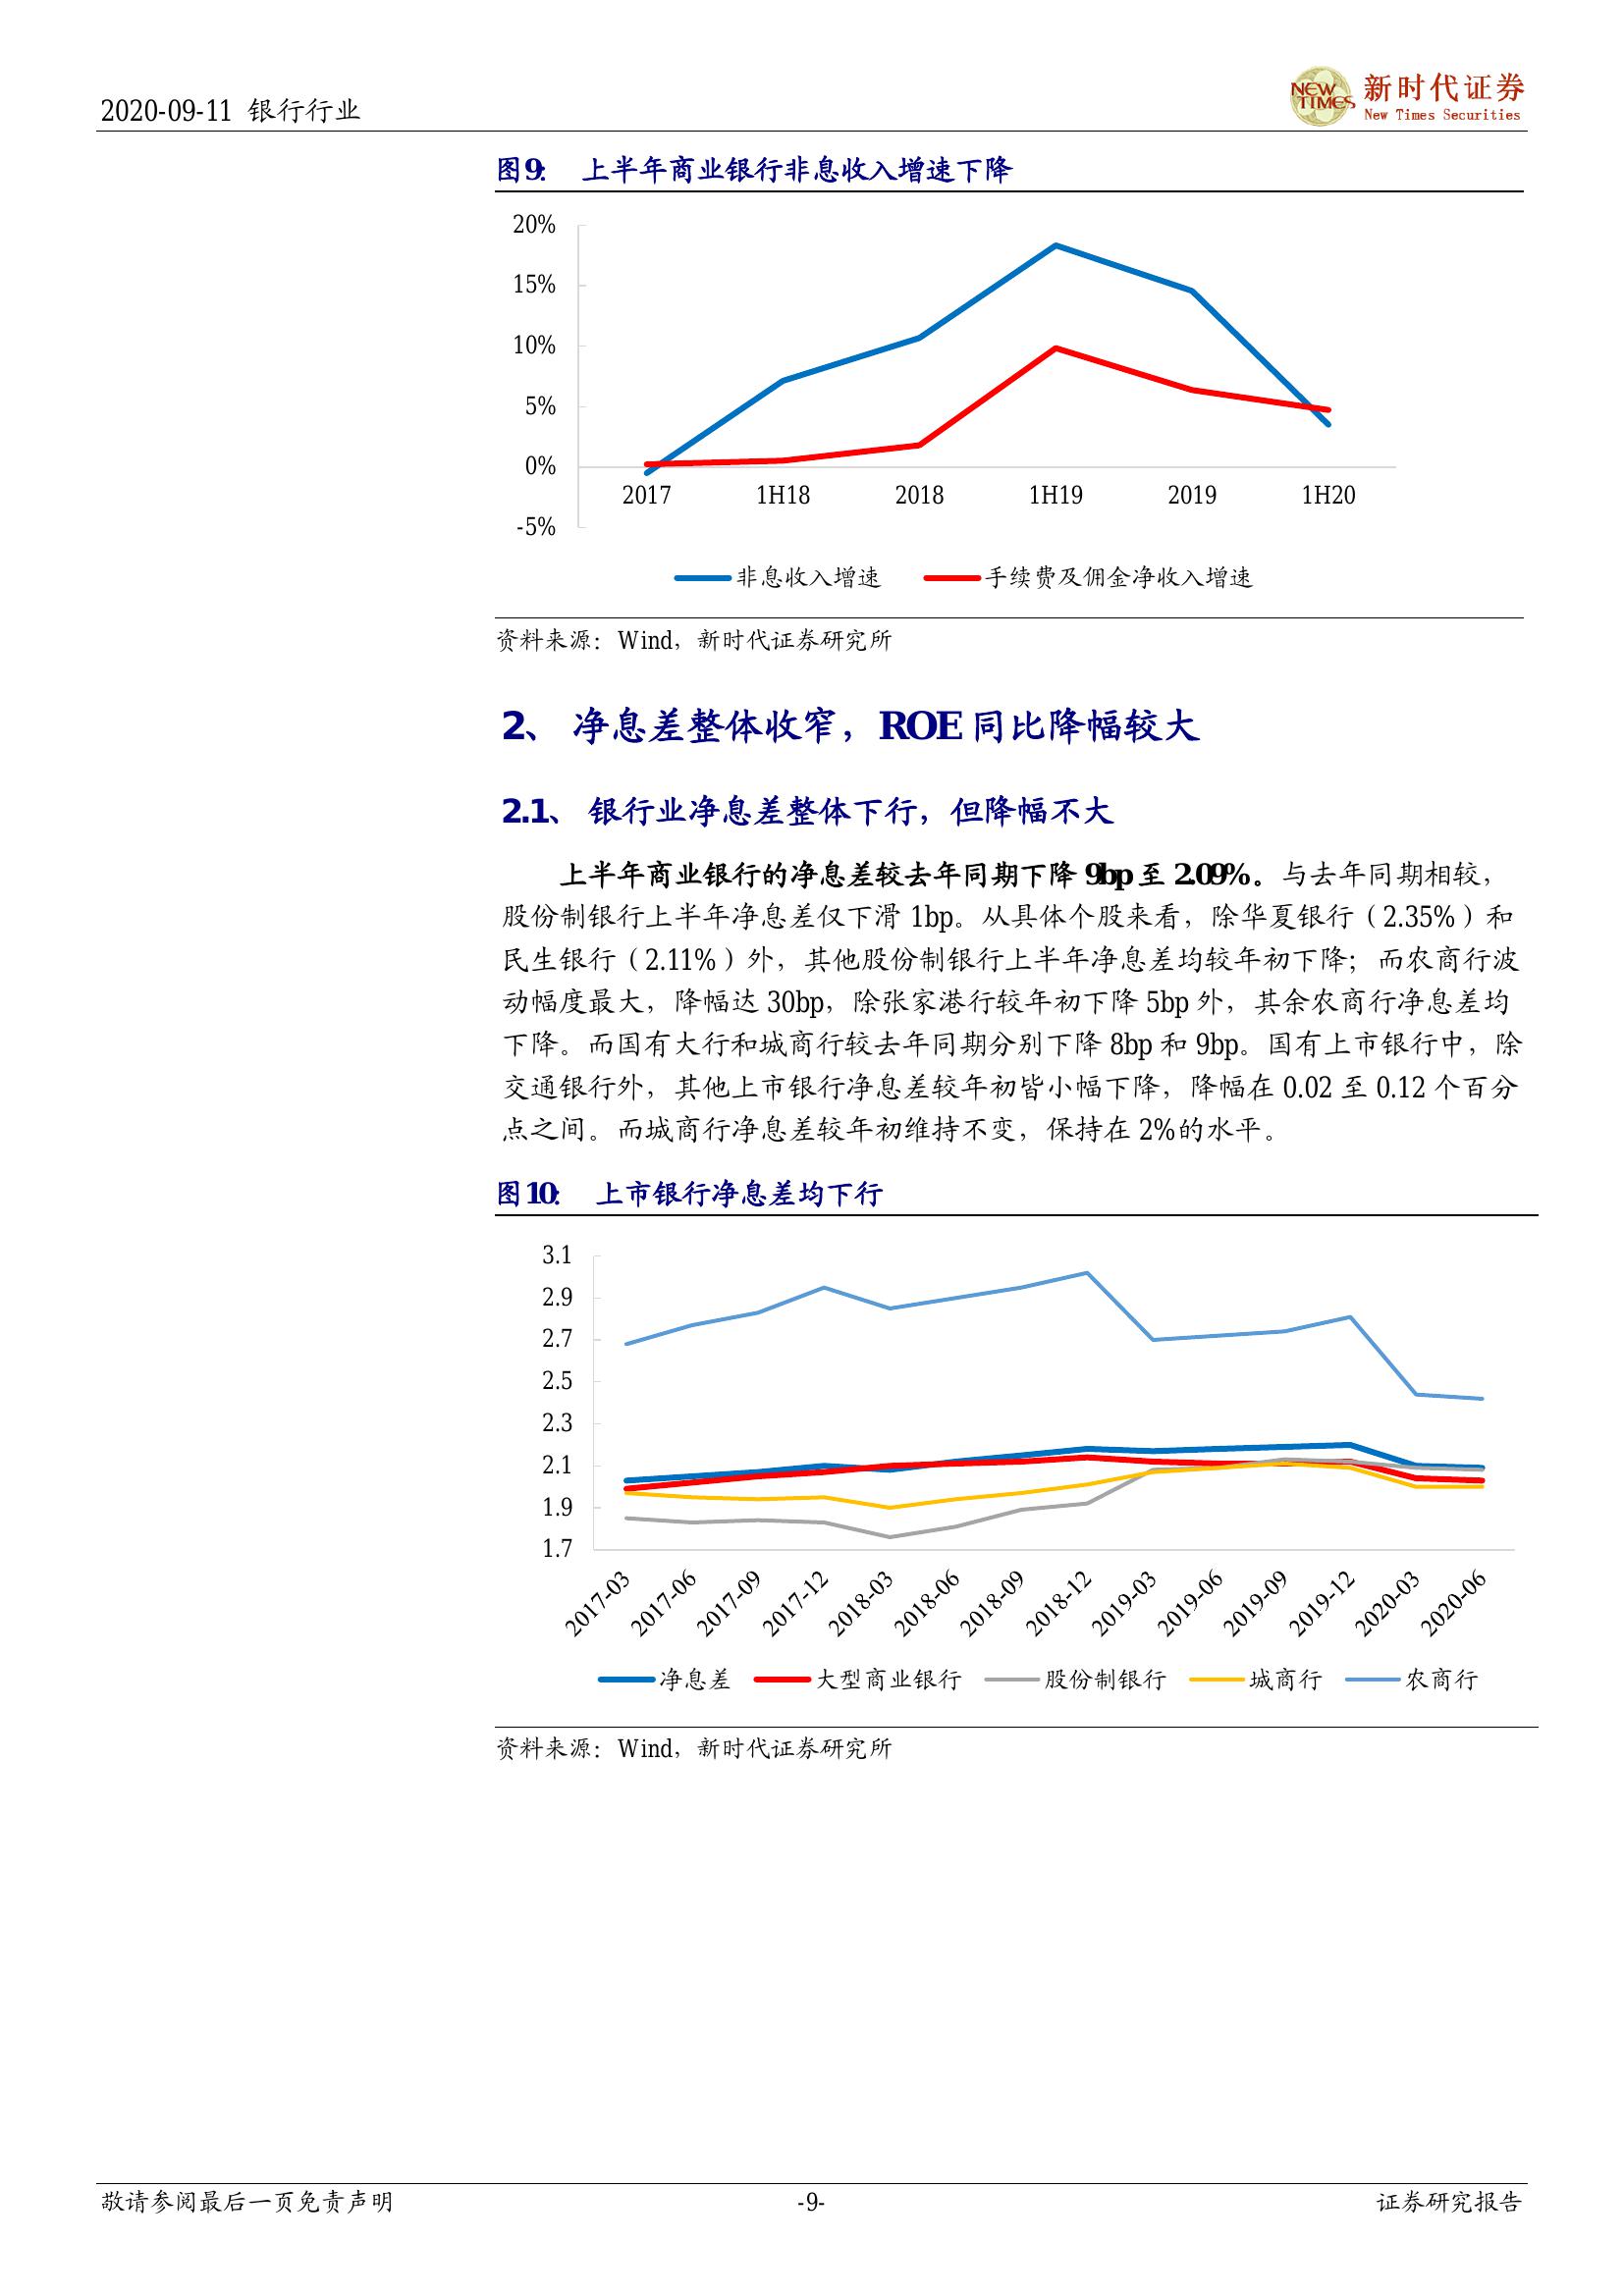 2020-09-11 银行行业
NEW TIMES
新时代证券
New Times Securities
图9: 上半年商业银行非息收入增速下降
20%
15%
10%
5%
0%
-5%
2017 1H18 2018 1H19 2019 1H20
非息收入增速 手续费及佣金净收入增速
资料来源：Wind，新时代证券研究所
2、 净息差整体收窄，ROE 同比降幅较大
2.1、 银行业净息差整体下行，但降幅不大
上半年商业银行的净息差较去年同期下降 9bp 至 2.09%。与去年同期相较，
股份制银行上半年净息差仅下滑 1bp。从具体个股来看，除华夏银行（2.35%）和
民生银行（2.11%）外，其他股份制银行上半年净息差均较年初下降；而农商行波
动幅度最大，降幅达 30bp，除张家港行较年初下降 5bp 外，其余农商行净息差均
下降。而国有大行和城商行较去年同期分别下降 8bp 和 9bp。国有上市银行中，除
交通银行外，其他上市银行净息差较年初皆小幅下降，降幅在 0.02 至 0.12 个百分
点之间。而城商行净息差较年初维持不变，保持在 2%的水平。
图10: 上市银行净息差均下行
3.1
2.9
2.7
2.5
2.3
2.1
1.9
1.7
2017-03 2017-06 2017-09 2017-12 2018-03 2018-06 2018-09 2018-12 2019-03 2019-06 2019-09 2019-12 2020-03 2020-06
净息差 大型商业银行 股份制银行 城商行 农商行
资料来源：Wind，新时代证券研究所
敬请参阅最后一页免责声明 -9- 证券研究报告